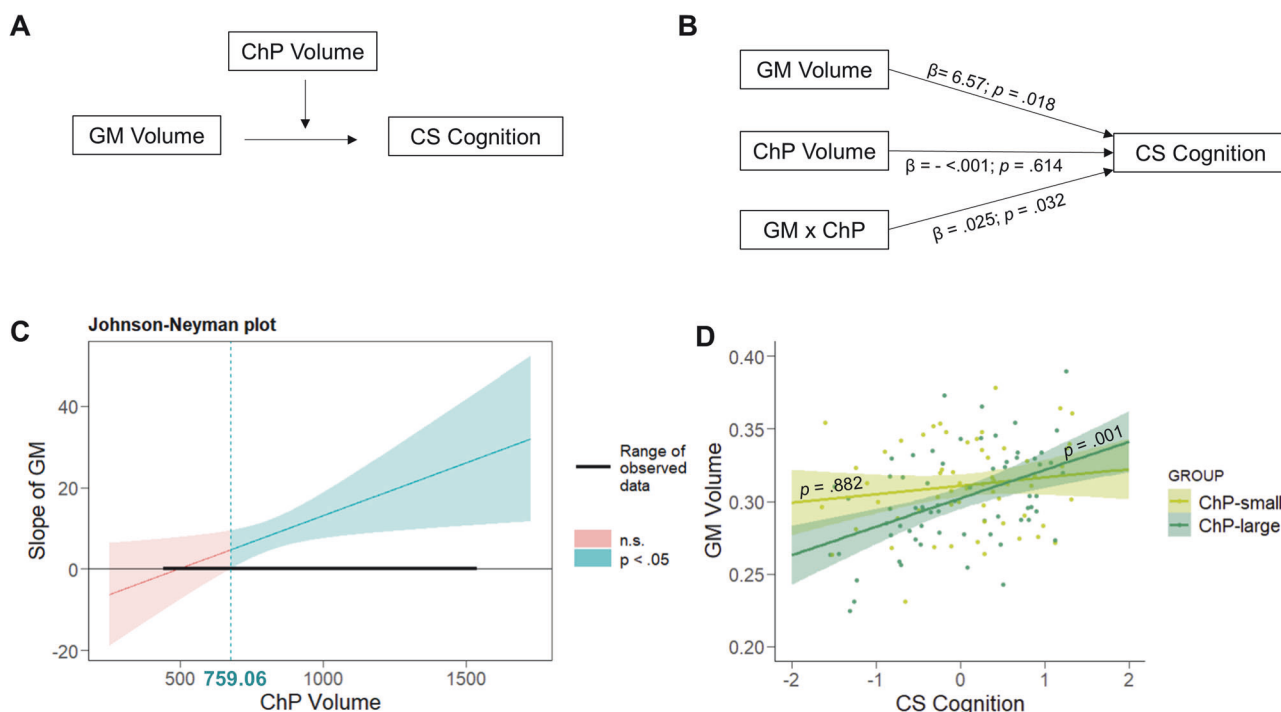 A
ChP Volume
GM Volume
CS Cognition
B
GM Volume
ChP Volume
GM x ChP
β= 6.57; p = .018
β = - <.001; p = .614
β = .025; p = .032
CS Cognition
C
Johnson-Neyman plot
Slope of GM
40
20
0
-20
500
759.06
1000
1500
ChP Volume
Range of
observed
data
n.s.
p < .05
D
GM Volume
0.40
0.35
0.30
0.25
0.20
p = .882
p = .001
-2
-1
0
1
2
CS Cognition
GROUP
ChP-small
ChP-large